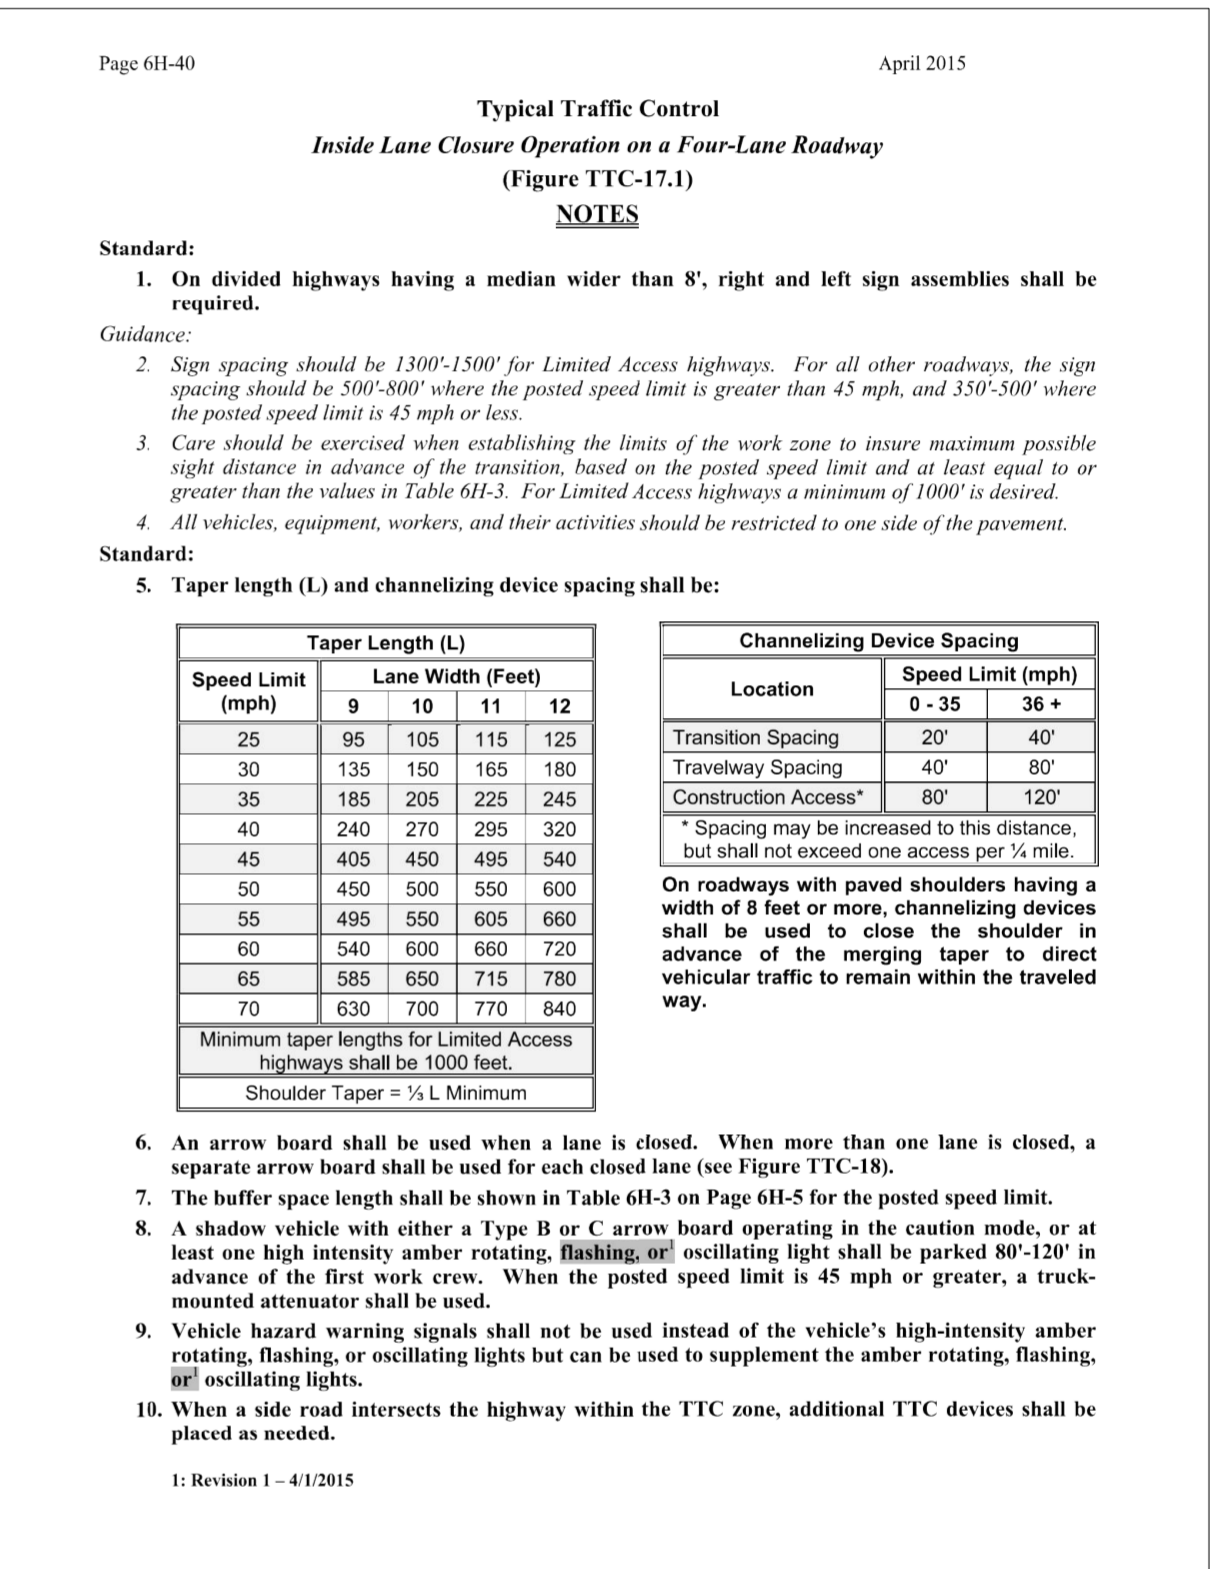 Page 6H-40 April 2015
Typical Traffic Control
Inside Lane Closure Operation on a Four-Lane Roadway
(Figure TTC-17.1)
NOTES
Standard:
1. On divided highways having a median wider than 8', right and left sign assemblies shall be
required.
Guidance:
2. Sign spacing should be 1300'-1500' for Limited Access highways. For all other roadways, the sign
spacing should be 500'-800' where the posted speed limit is greater than 45 mph, and 350'-500' where
the posted speed limit is 45 mph or less.
3. Care should be exercised when establishing the limits of the work zone to insure maximum possible
sight distance in advance of the transition, based on the posted speed limit and at least equal to or
greater than the values in Table 6H-3. For Limited Access highways a minimum of 1000' is desired.
4. All vehicles, equipment, workers, and their activities should be restricted to one side of the pavement.
Standard:
5. Taper length (L) and channelizing device spacing shall be:
Taper Length (L)
Speed Limit
(mph)
Lane Width (Feet)
9 10 11 12
25 95 105 115 125
30 135 150 165 180
35 185 205 225 245
40 240 270 295 320
45 405 450 495 540
50 450 500 550 600
55 495 550 605 660
60 540 600 660 720
65 585 650 715 780
70 630 700 770 840
Minimum taper lengths for Limited Access
highways shall be 1000 feet.
Shoulder Taper = ⅓ L Minimum
Channelizing Device Spacing
Location
Speed Limit (mph)
0 - 35 36 +
Transition Spacing 20' 40'
Travelway Spacing 40' 80'
Construction Access* 80' 120'
* Spacing may be increased to this distance,
but shall not exceed one access per ¼ mile.
On roadways with paved shoulders having a
width of 8 feet or more, channelizing devices
shall be used to close the shoulder in
advance of the merging taper to direct
vehicular traffic to remain within the traveled
way.
6. An arrow board shall be used when a lane is closed. When more than one lane is closed, a
separate arrow board shall be used for each closed lane (see Figure TTC-18).
7. The buffer space length shall be shown in Table 6H-3 on Page 6H-5 for the posted speed limit.
8. A shadow vehicle with either a Type B or C arrow board operating in the caution mode, or at
least one high intensity amber rotating, flashing, or¹ oscillating light shall be parked 80'-120' in
advance of the first work crew. When the posted speed limit is 45 mph or greater, a truck-
mounted attenuator shall be used.
9. Vehicle hazard warning signals shall not be used instead of the vehicle's high-intensity amber
rotating, flashing, or oscillating lights but can be used to supplement the amber rotating, flashing,
or¹ oscillating lights.
10. When a side road intersects the highway within the TTC zone, additional TTC devices shall be
placed as needed.
1: Revision 1 – 4/1/2015